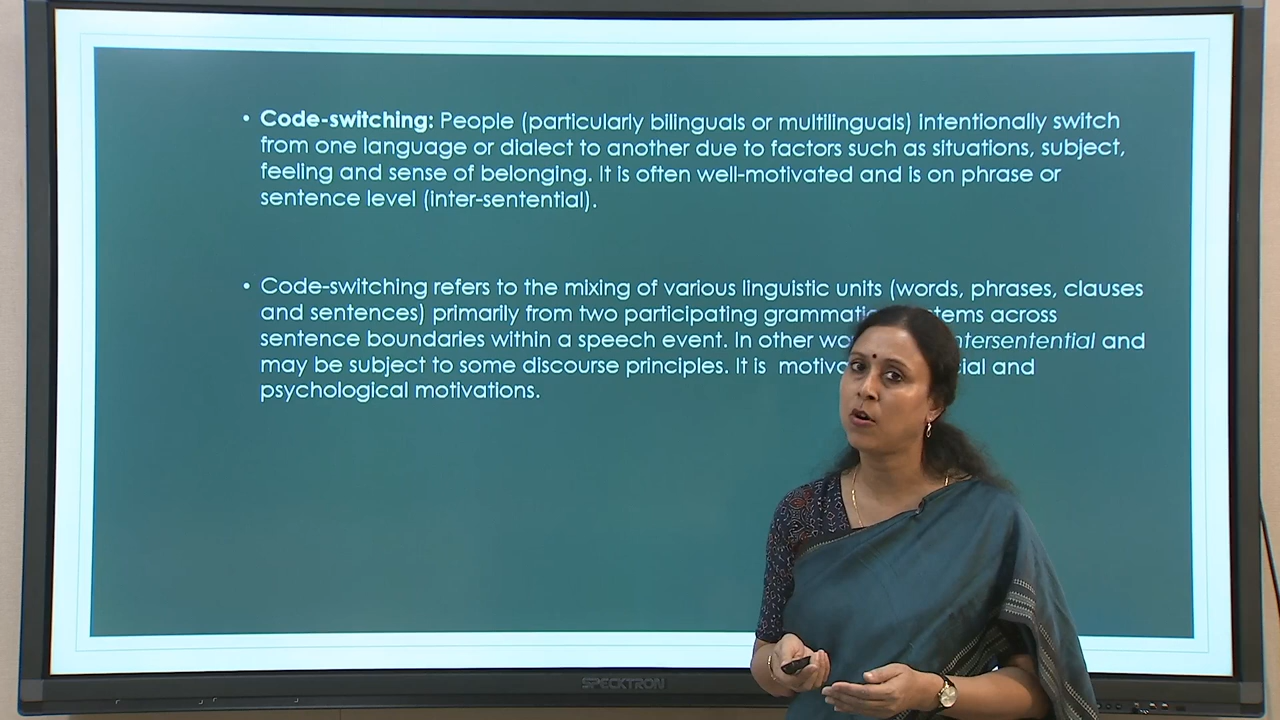 • Code-switching: People (particularly bilinguals or multilinguals) intentionally switch
from one language or dialect to another due to factors such as situations, subject,
feeling and sense of belonging. It is often well-motivated and is on phrase or
sentence level (inter-sentential).
• Code-switching refers to the mixing of various linguistic units (words, phrases, clauses
and sentences) primarily from two participating across
sentence boundaries within a speech event. In other intersentential and
may be subject to some discourse principles. It is and
psychological motivations.
SPECKTRON